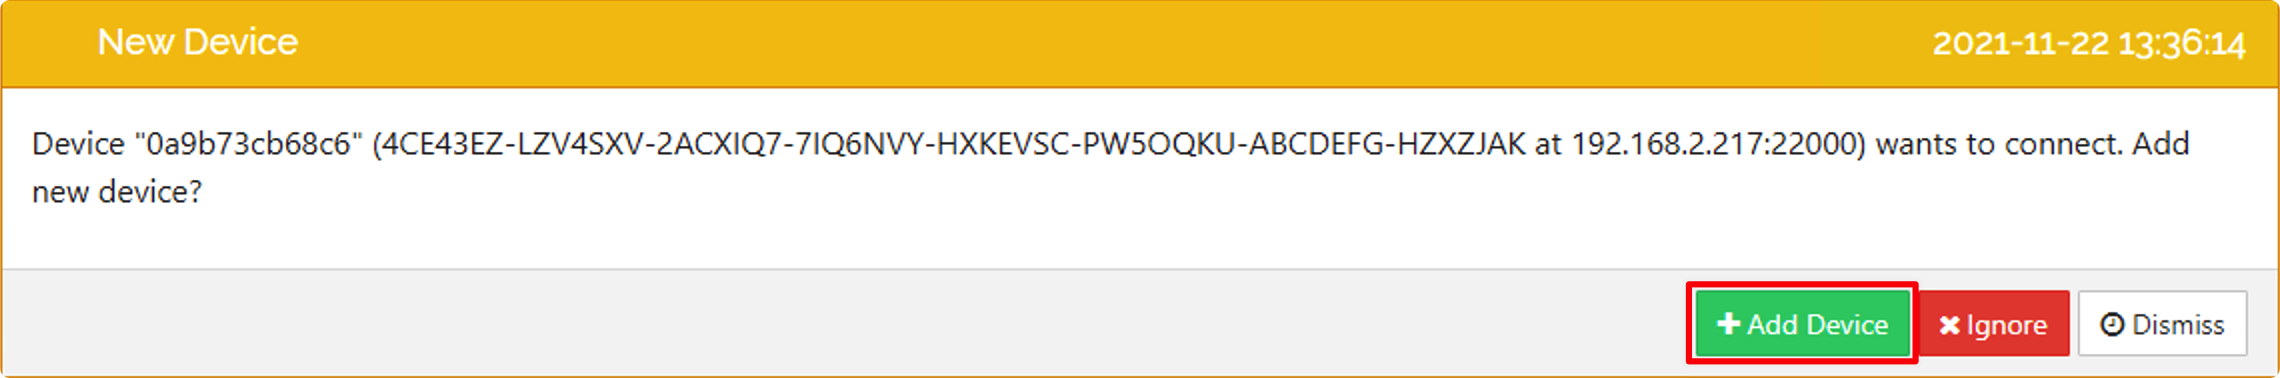 New Device
2021-11-22 13:36:14
Device "0a9b73cb68c6" (4CE43EZ-LZV4SXV-2ACXIQ7-7IQ6NVY-HXKEVSC-PW5OQKU-ABCDEFG-HZXZJAK at 192.168.2.217:22000) wants to connect. Add
new device?
Add Device
Ignore
Dismiss